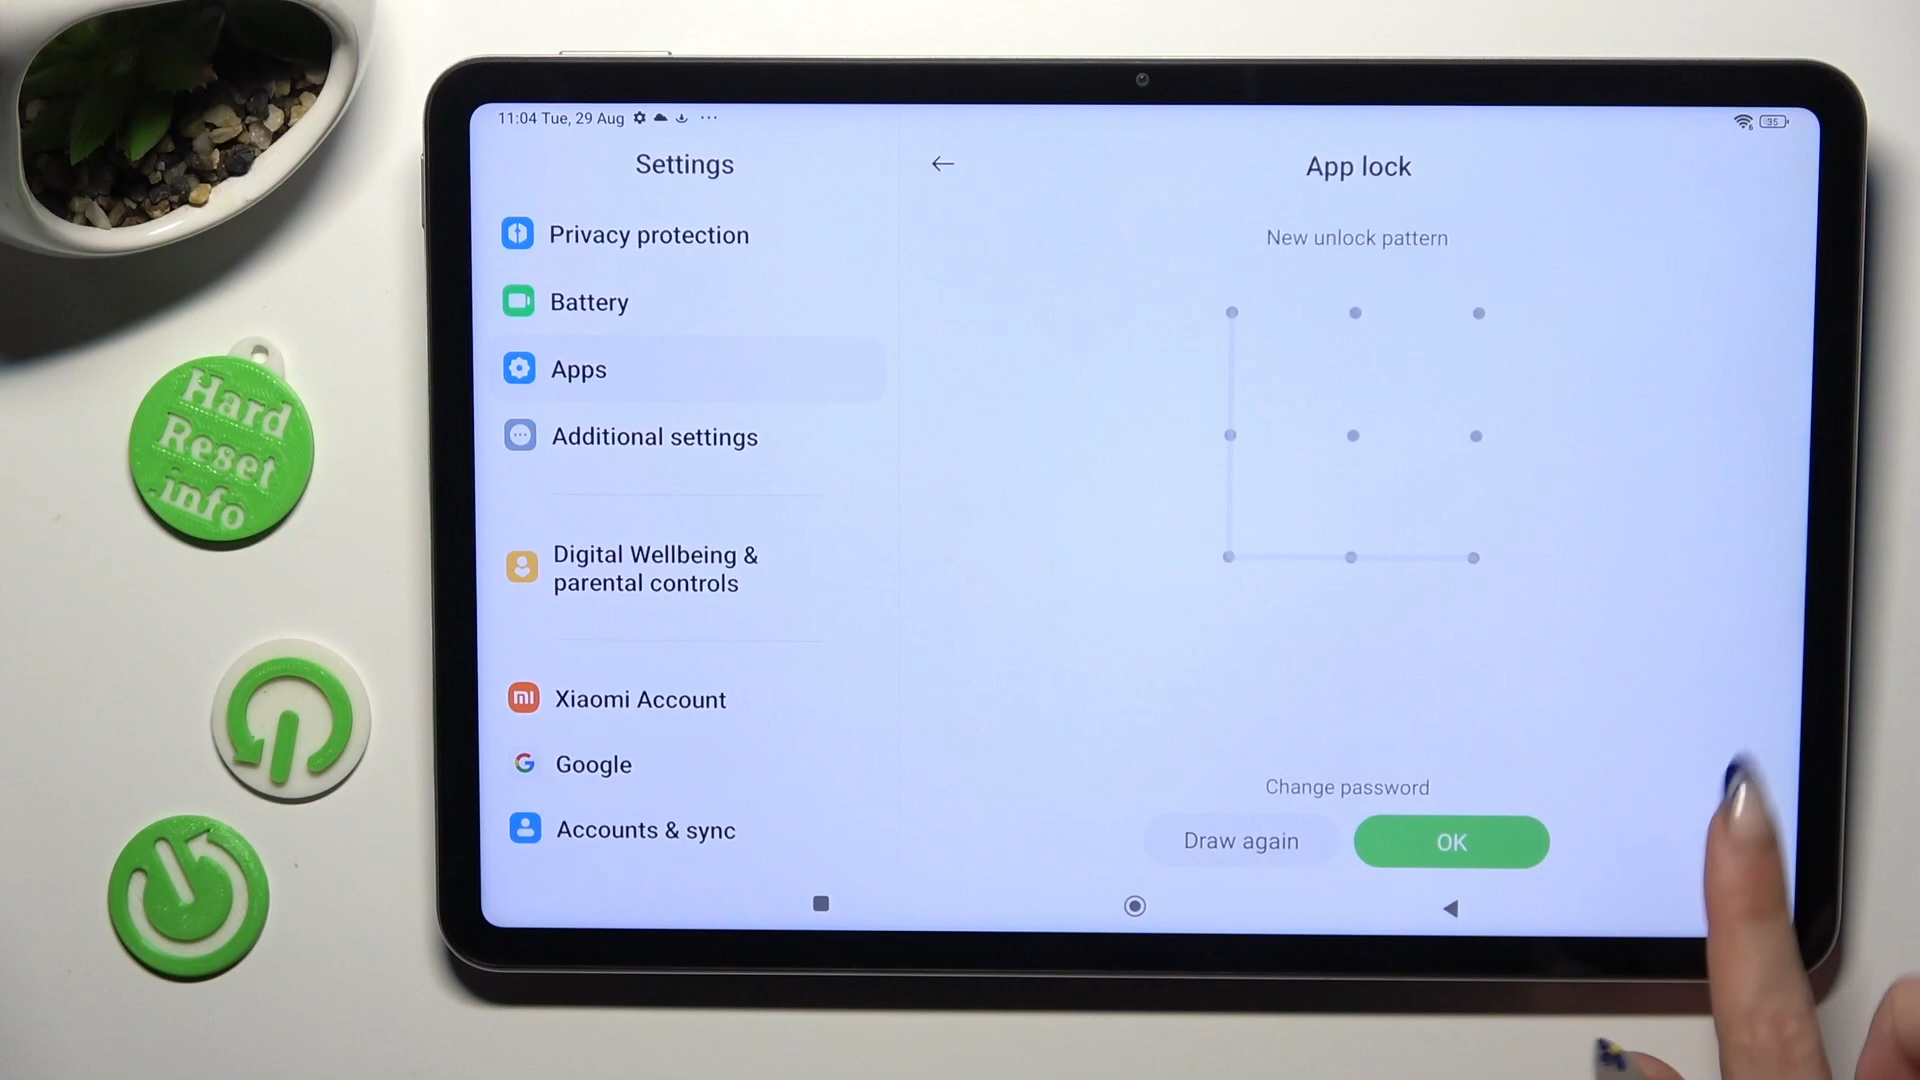 11:04 Tue, 29 Aug
35
Settings
App lock
Privacy protection
New unlock pattern
Battery
Apps
Additional settings
Digital Wellbeing &
parental controls
Xiaomi Account
Google
Accounts & sync
Change password
Draw again
OK
Hard
Reset
.info